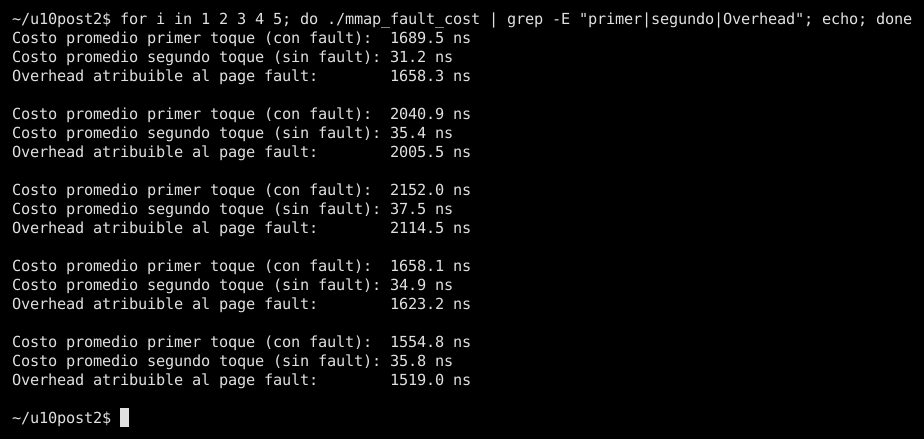 ~/u10post2$ for i in 1 2 3 4 5; do ./mmap_fault_cost | grep -E "primer|segundo|Overhead"; echo; done
Costo promedio primer toque (con fault):  1689.5 ns
Costo promedio segundo toque (sin fault): 31.2 ns
Overhead atribuible al page fault:        1658.3 ns

Costo promedio primer toque (con fault):  2040.9 ns
Costo promedio segundo toque (sin fault): 35.4 ns
Overhead atribuible al page fault:        2005.5 ns

Costo promedio primer toque (con fault):  2152.0 ns
Costo promedio segundo toque (sin fault): 37.5 ns
Overhead atribuible al page fault:        2114.5 ns

Costo promedio primer toque (con fault):  1658.1 ns
Costo promedio segundo toque (sin fault): 34.9 ns
Overhead atribuible al page fault:        1623.2 ns

Costo promedio primer toque (con fault):  1554.8 ns
Costo promedio segundo toque (sin fault): 35.8 ns
Overhead atribuible al page fault:        1519.0 ns

~/u10post2$